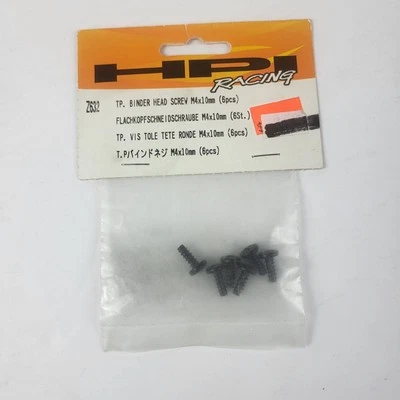 HPI
RACING
Z632
TP. BINDER HEAD SCREW M4x10mm (6pcs)
FLACHKOPFSCHNEIDSCHRAUBE M4x10mm (6St.)
TP. VIS TOLE TETE RONDE M4x10mm (6pcs)
T.Pバインドネジ M4x10mm (6pcs)